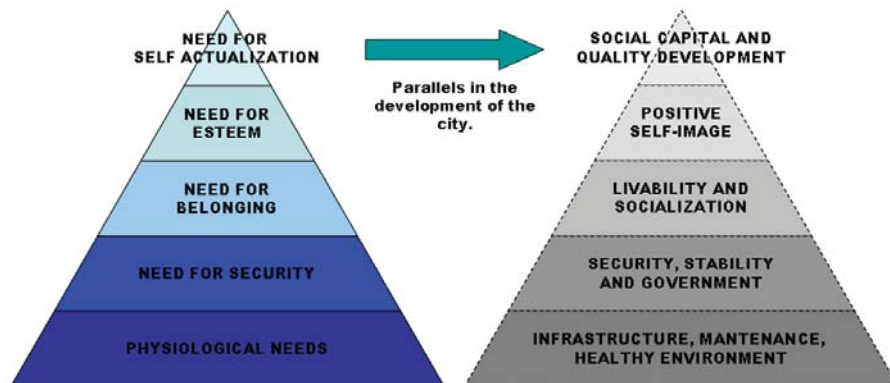 NEED FOR
SELF ACTUALIZATION
NEED FOR
ESTEEM
NEED FOR
BELONGING
NEED FOR SECURITY
PHYSIOLOGICAL NEEDS
Parallels in the
development of the
city.
SOCIAL CAPITAL AND
QUALITY DEVELOPMENT
POSITIVE
SELF-IMAGE
LIVABILITY AND
SOCIALIZATION
SECURITY, STABILITY
AND GOVERNMENT
INFRASTRUCTURE, MANTENANCE,
HEALTHY ENVIRONMENT